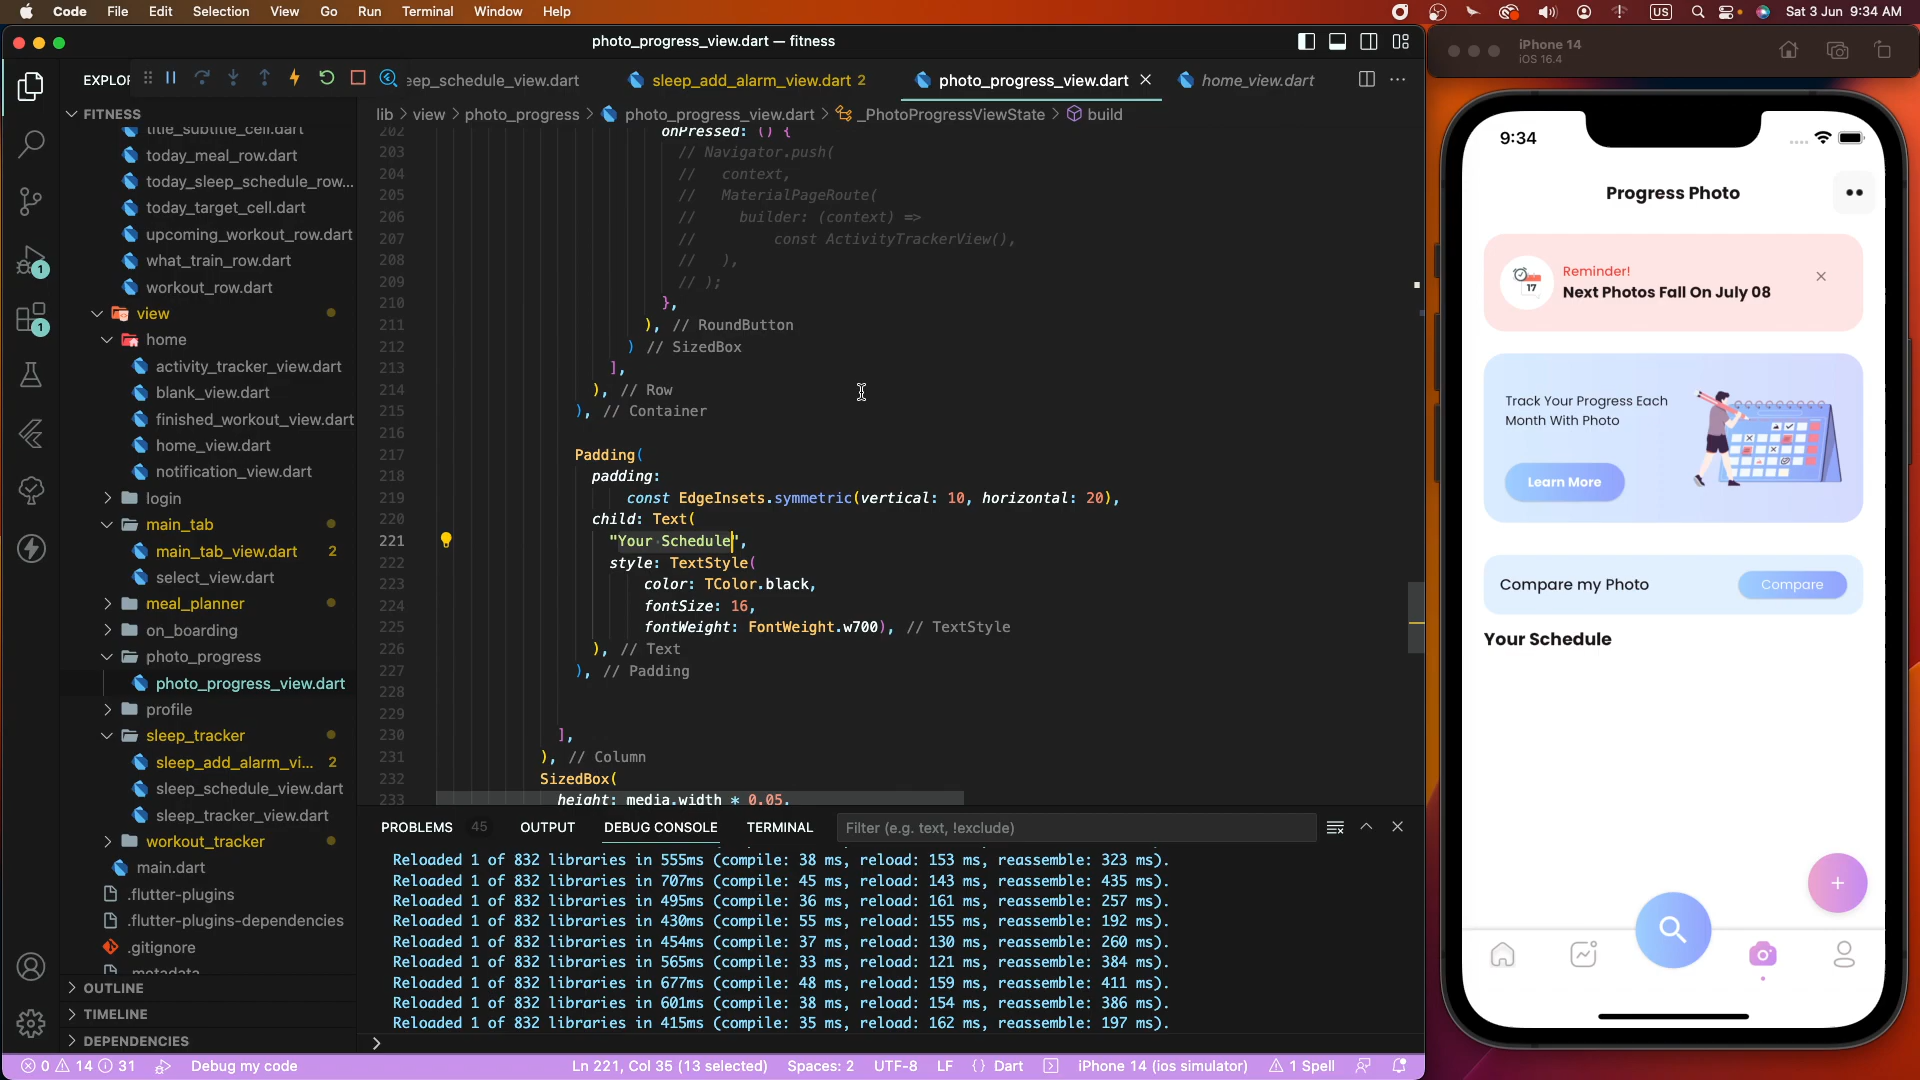 Code File Edit Selection View Go Run Terminal Window Help
US Sat 3 Jun 9:34 AM
photo_progress_view.dart — fitness
iPhone 14
iOS 16.4
EXPLOR
eep_schedule_view.dart
sleep_add_alarm_view.dart 2
photo_progress_view.dart
home_view.dart
FITNESS
lib > view > photo_progress > photo_progress_view.dart > _PhotoProgressViewState > build
title_subtitle_cell.dart
today_meal_row.dart
today_sleep_schedule_row...
today_target_cell.dart
upcoming_workout_row.dart
what_train_row.dart
workout_row.dart
view
home
activity_tracker_view.dart
blank_view.dart
finished_workout_view.dart
home_view.dart
notification_view.dart
login
main_tab
main_tab_view.dart 2
select_view.dart
meal_planner
on_boarding
photo_progress
photo_progress_view.dart
profile
sleep_tracker
sleep_add_alarm_vi... 2
sleep_schedule_view.dart
sleep_tracker_view.dart
workout_tracker
main.dart
.flutter-plugins
.flutter-plugins-dependencies
.gitignore
.metadata
OUTLINE
TIMELINE
DEPENDENCIES
1
1
202 onPressed: () {
203 // Navigator.push(
204 //   context,
205 //   MaterialPageRoute(
206 //     builder: (context) =>
207 //         const ActivityTrackerView(),
208 //   ),
209 // );
210 },
211 ), // RoundButton
212 ) // SizedBox
213 ],
214 ), // Row
215 ), // Container
216
217 Padding(
218 padding:
219 const EdgeInsets.symmetric(vertical: 10, horizontal: 20),
220 child: Text(
221 "Your Schedule",
222 style: TextStyle(
223 color: TColor.black,
224 fontSize: 16,
225 fontWeight: FontWeight.w700), // TextStyle
226 ), // Text
227 ), // Padding
228
229
230 ],
231 ), // Column
232 SizedBox(
233 height: media.width * 0.05,
PROBLEMS 45 OUTPUT DEBUG CONSOLE TERMINAL Filter (e.g. text, !exclude)
Reloaded 1 of 832 libraries in 555ms (compile: 38 ms, reload: 153 ms, reassemble: 323 ms).
Reloaded 1 of 832 libraries in 707ms (compile: 45 ms, reload: 143 ms, reassemble: 435 ms).
Reloaded 1 of 832 libraries in 495ms (compile: 36 ms, reload: 161 ms, reassemble: 257 ms).
Reloaded 1 of 832 libraries in 430ms (compile: 55 ms, reload: 155 ms, reassemble: 192 ms).
Reloaded 1 of 832 libraries in 454ms (compile: 37 ms, reload: 130 ms, reassemble: 260 ms).
Reloaded 1 of 832 libraries in 565ms (compile: 33 ms, reload: 121 ms, reassemble: 384 ms).
Reloaded 1 of 832 libraries in 677ms (compile: 48 ms, reload: 159 ms, reassemble: 411 ms).
Reloaded 1 of 832 libraries in 601ms (compile: 38 ms, reload: 154 ms, reassemble: 386 ms).
Reloaded 1 of 832 libraries in 415ms (compile: 35 ms, reload: 162 ms, reassemble: 197 ms).
>
0 14 31 Debug my code Ln 221, Col 35 (13 selected) Spaces: 2 UTF-8 LF {} Dart iPhone 14 (ios simulator) 1 Spell
9:34
Progress Photo
17
Reminder!
Next Photos Fall On July 08
Track Your Progress Each
Month With Photo
Learn More
Compare my Photo
Compare
Your Schedule
+